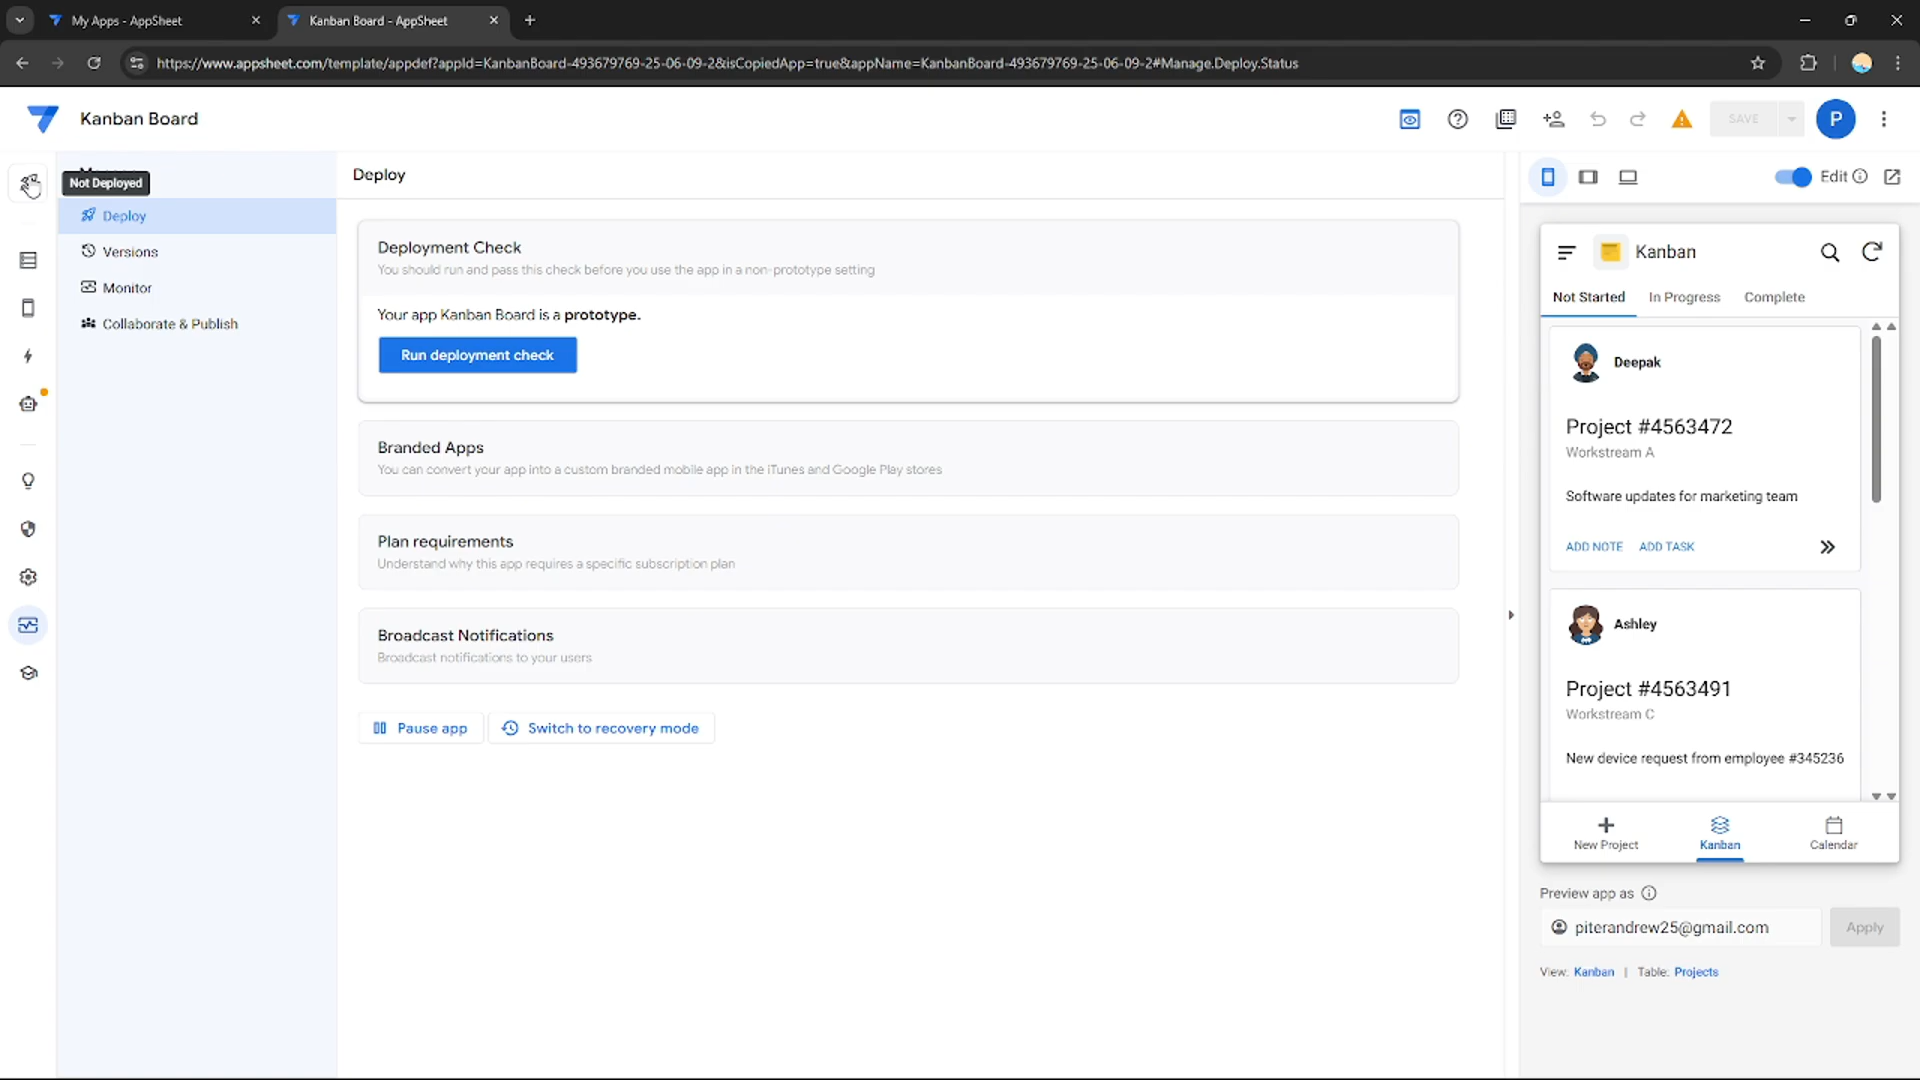 My Apps - AppSheet
Kanban Board - AppSheet
https://www.appsheet.com/template/appdef?appId=KanbanBoard-493679769-25-06-09-2&isCopiedApp=true&appName=KanbanBoard-493679769-25-06-09-2#Manage.Deploy.Status
Kanban Board
SAVE
P
Not Deployed
Deploy
Versions
Monitor
Collaborate & Publish
Deploy
Deployment Check
You should run and pass this check before you use the app in a non-prototype setting
Your app Kanban Board is a prototype.
Run deployment check
Branded Apps
You can convert your app into a custom branded mobile app in the iTunes and Google Play stores
Plan requirements
Understand why this app requires a specific subscription plan
Broadcast Notifications
Broadcast notifications to your users
Pause app
Switch to recovery mode
Edit
Kanban
Not Started In Progress Complete
Deepak
Project #4563472
Workstream A
Software updates for marketing team
ADD NOTE ADD TASK
Ashley
Project #4563491
Workstream C
New device request from employee #345236
New Project Kanban Calendar
Preview app as
piterandrew25@gmail.com
Apply
View: Kanban | Table: Projects